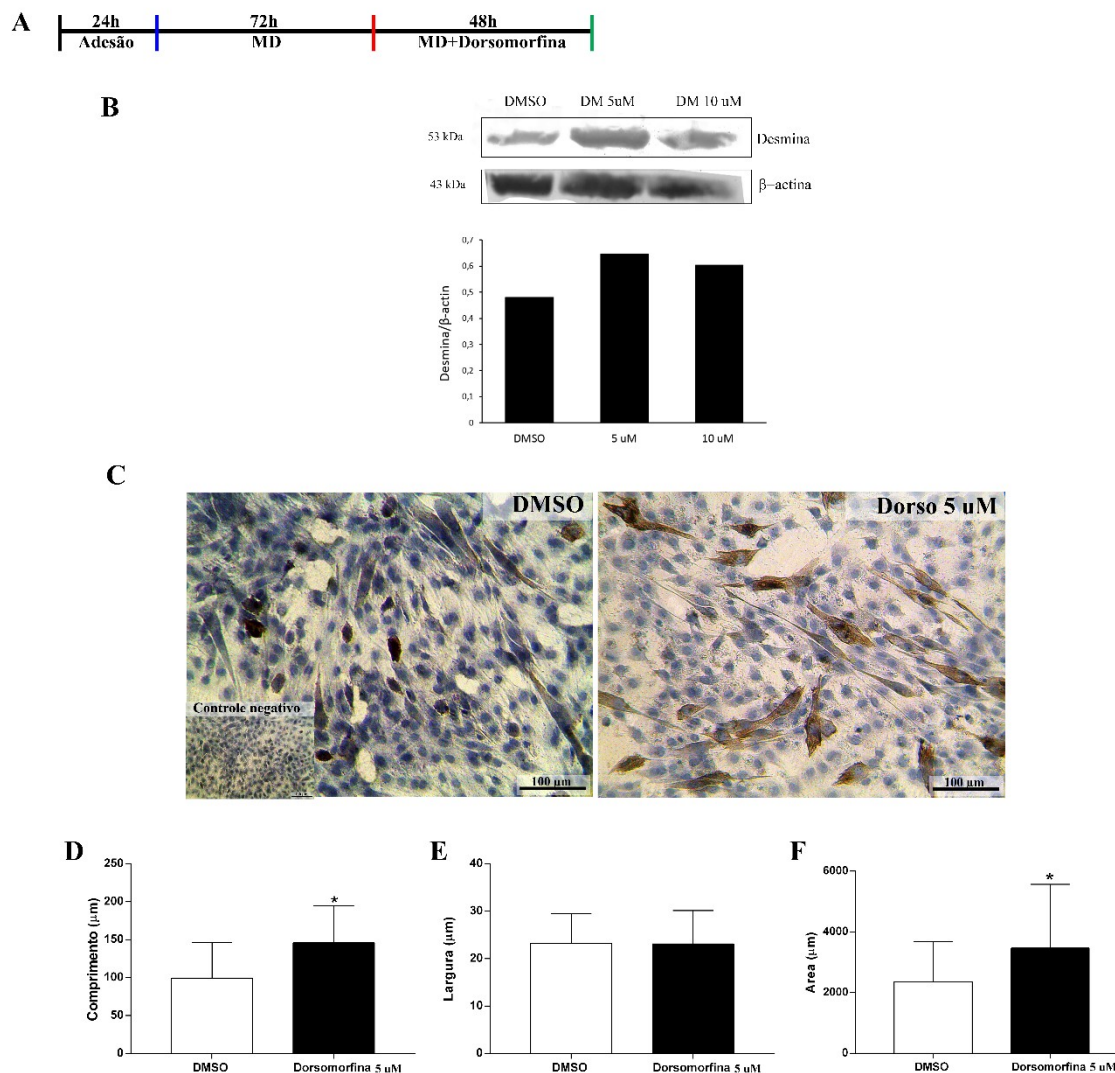 A
24h 72h 48h
Adesão MD MD+Dorsomorfina
B
DMSO DM 5uM DM 10 uM
53 kDa Desmina
43 kDa β-actina
Desmina/β-actin
0,7
0,6
0,5
0,4
0,3
0,2
0,1
0
DMSO 5 uM 10 uM
C
DMSO
Controle negativo
100 µm
Dorso 5 uM
100 µm
D
Comprimento (µm)
250
200
150
100
50
0
*
DMSO Dorsomorfina 5 uM
E
Largura (µm)
40
30
20
10
0
DMSO Dorsomorfina 5 uM
F
Area (µm)
6000
4000
2000
0
*
DMSO Dorsomorfina 5 uM